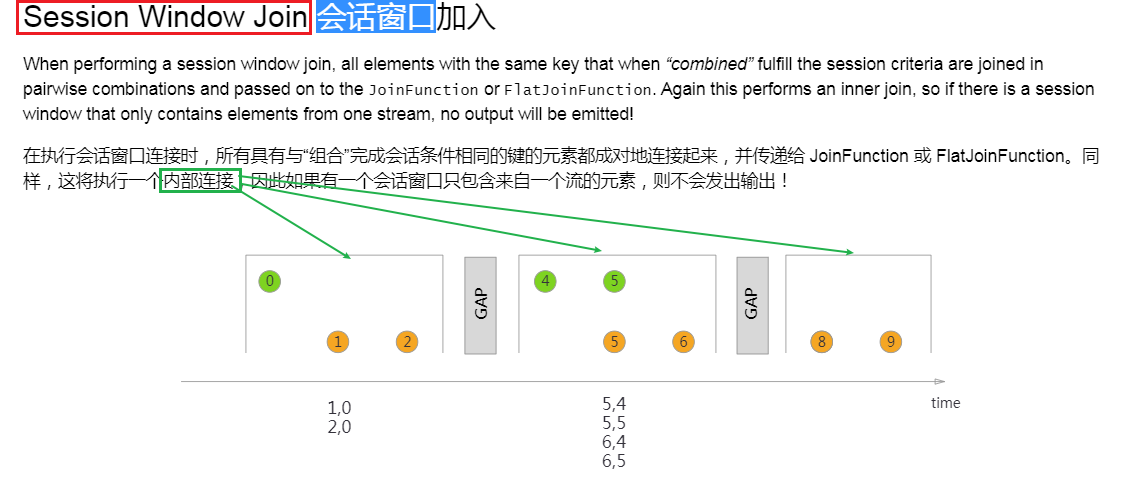 Session Window Join 会话窗口加入
When performing a session window join, all elements with the same key that when “combined” fulfill the session criteria are joined in
pairwise combinations and passed on to the JoinFunction or FlatJoinFunction. Again this performs an inner join, so if there is a session
window that only contains elements from one stream, no output will be emitted!
在执行会话窗口连接时，所有具有与“组合”完成会话条件相同的键的元素都成对地连接起来，并传递给 JoinFunction 或 FlatJoinFunction。同
样，这将执行一个内部连接，因此如果有一个会话窗口只包含来自一个流的元素，则不会发出输出！
0 GAP 4 5 GAP
1 2 5 6 8 9
time
1,0
2,0
5,4
5,5
6,4
6,5